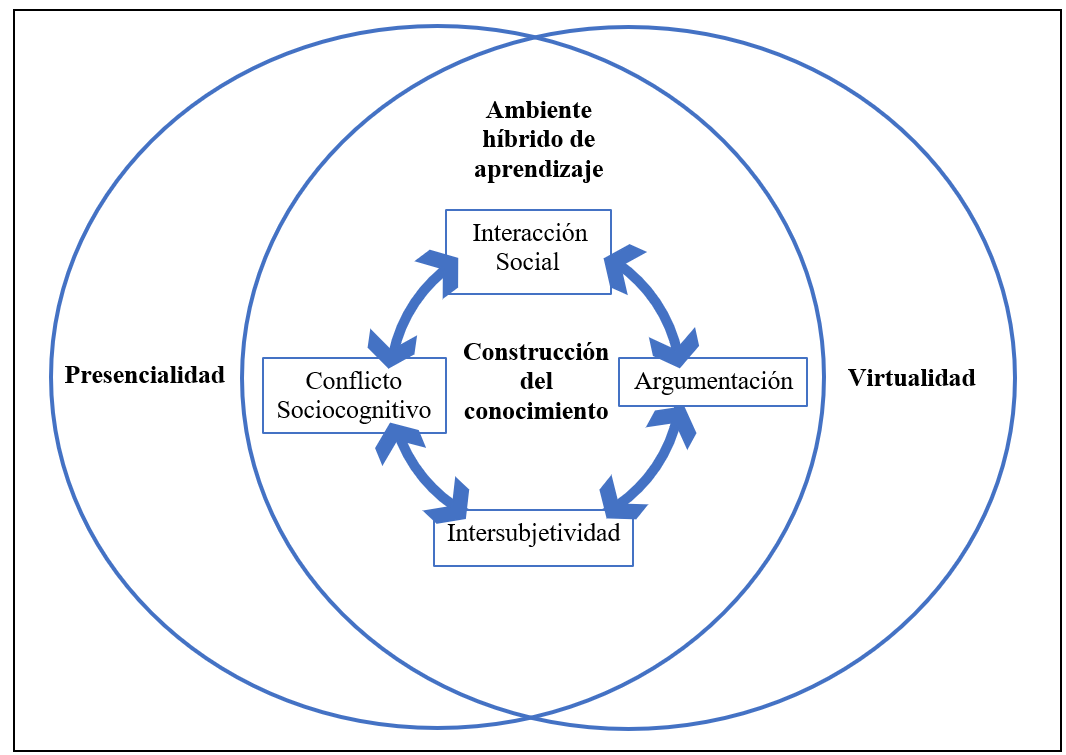 Ambiente
híbrido de
aprendizaje
Interacción
Social
Presencialidad
Conflicto
Sociocognitivo
Construcción
del
conocimiento
Argumentación
Virtualidad
Intersubjetividad